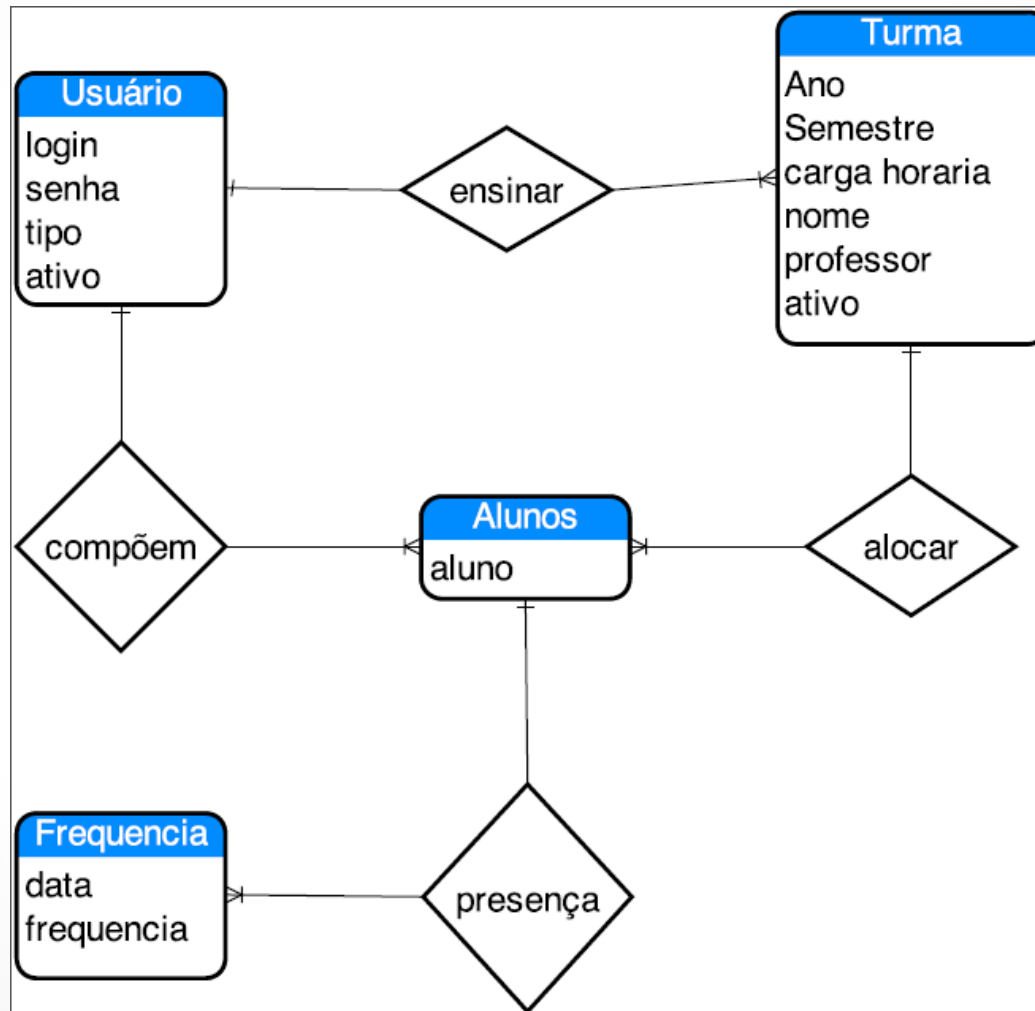 Usuário
login
senha
tipo
ativo
ensinar
Turma
Ano
Semestre
carga horaria
nome
professor
ativo
compõem
Alunos
aluno
alocar
Frequencia
data
frequencia
presença